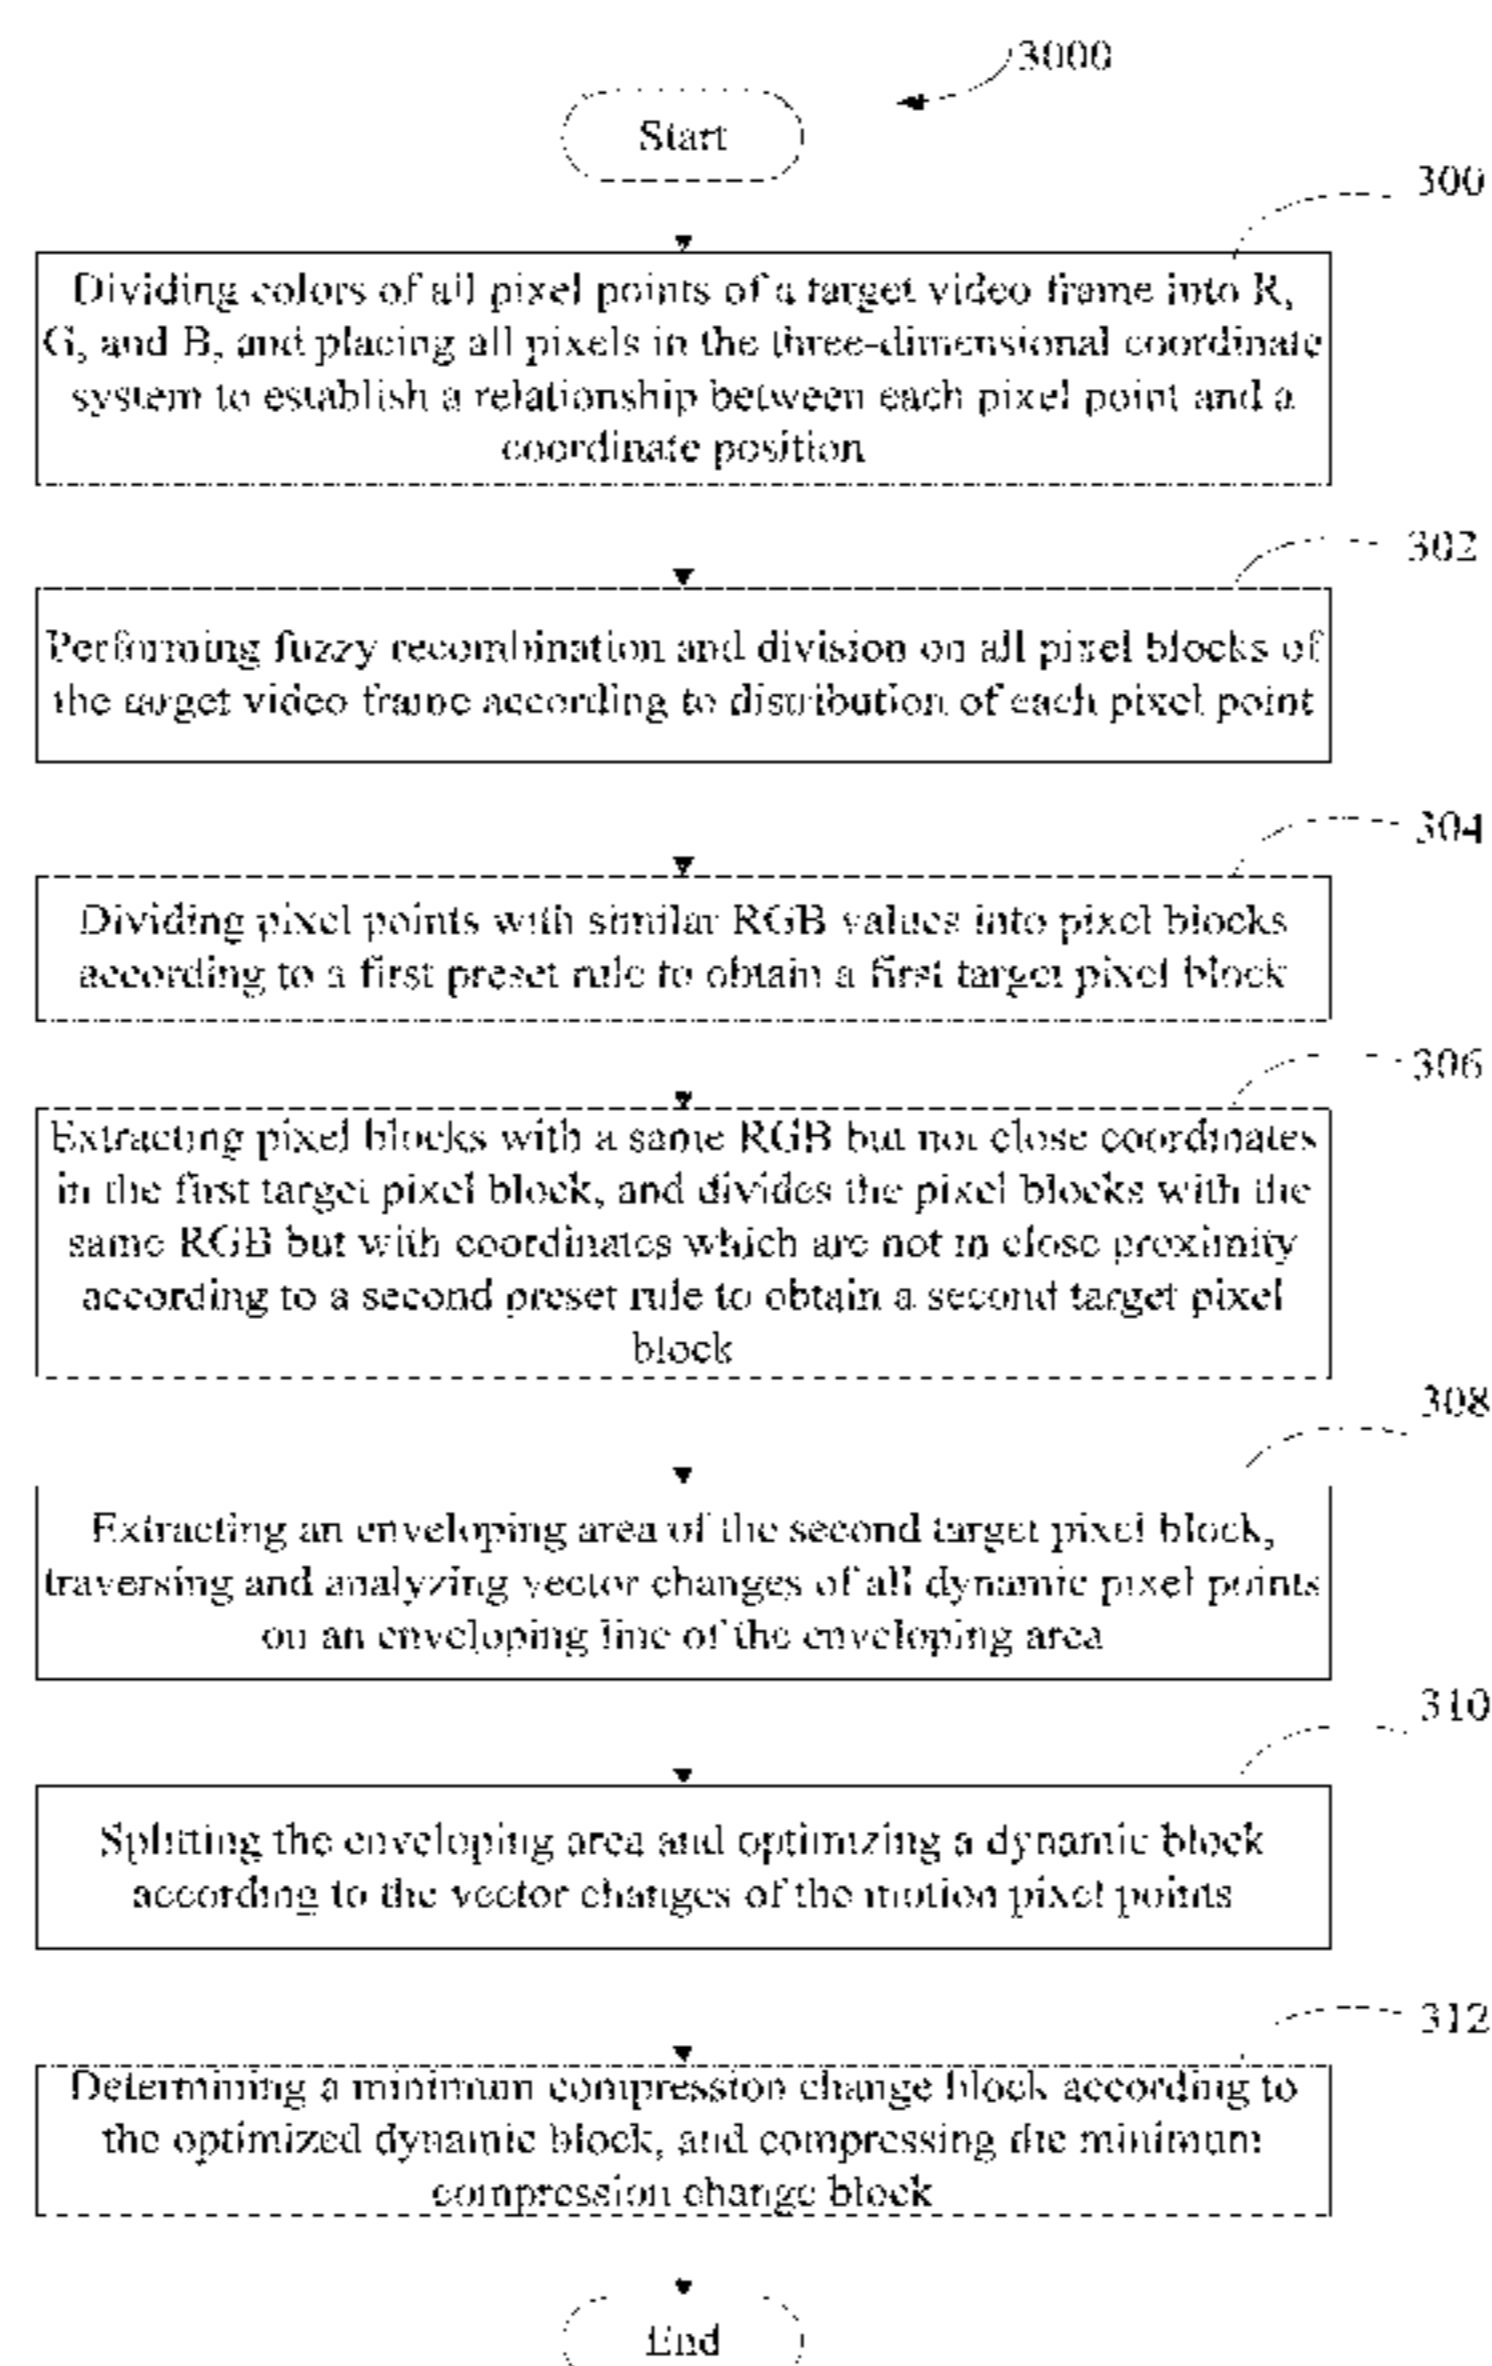 3000
Start
300
Dividing colors of all pixel points of a target video frame into R,
G, and B, and placing all pixels in the three-dimensional coordinate
system to establish a relationship between each pixel point and a
coordinate position
302
Performing fuzzy recombination and division on all pixel blocks of
the target video frame according to distribution of each pixel point
304
Dividing pixel points with similar RGB values into pixel blocks
according to a first preset rule to obtain a first target pixel block
306
Extracting pixel blocks with a same RGB but not close coordinates
in the first target pixel block, and divides the pixel blocks with the
same RGB but with coordinates which are not in close proximity
according to a second preset rule to obtain a second target pixel
block
308
Extracting an enveloping area of the second target pixel block,
traversing and analyzing vector changes of all dynamic pixel points
on an enveloping line of the enveloping area
310
Splitting the enveloping area and optimizing a dynamic block
according to the vector changes of the motion pixel points
312
Determining a minimum compression change block according to
the optimized dynamic block, and compressing the minimum
compression change block
End